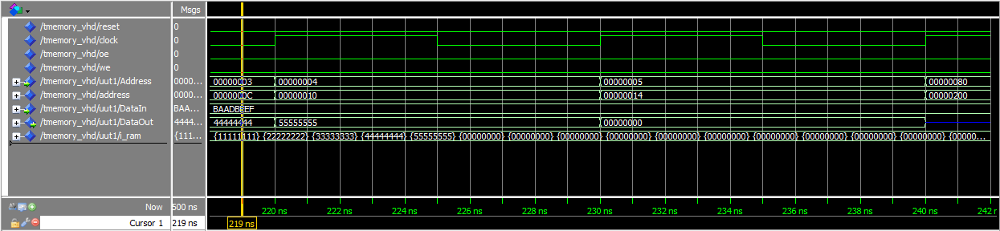 Msgs
/tmemory_vhd/reset 0
/tmemory_vhd/clock 0
/tmemory_vhd/oe 0
/tmemory_vhd/we 0
/tmemory_vhd/uut1/Address 0000... 00000003 00000004 00000005 00000080
/tmemory_vhd/address 0000... 0000000C 00000010 00000014 00000200
/tmemory_vhd/uut1/DataIn BAA... BAADBEEF
/tmemory_vhd/uut1/DataOut 4444... 44444444 55555555 00000000
/tmemory_vhd/uut1/i_ram {111... {11111111} {22222222} {33333333} {44444444} {55555555} {00000000} {00000000} {00000000} {00000000} {00000000} {00000000} {00000000} {00000000} {00000000} {00000000} {00000...
Now 500 ns 220 ns 222 ns 224 ns 226 ns 228 ns 230 ns 232 ns 234 ns 236 ns 238 ns 240 ns 242 r
Cursor 1 219 ns 219 ns